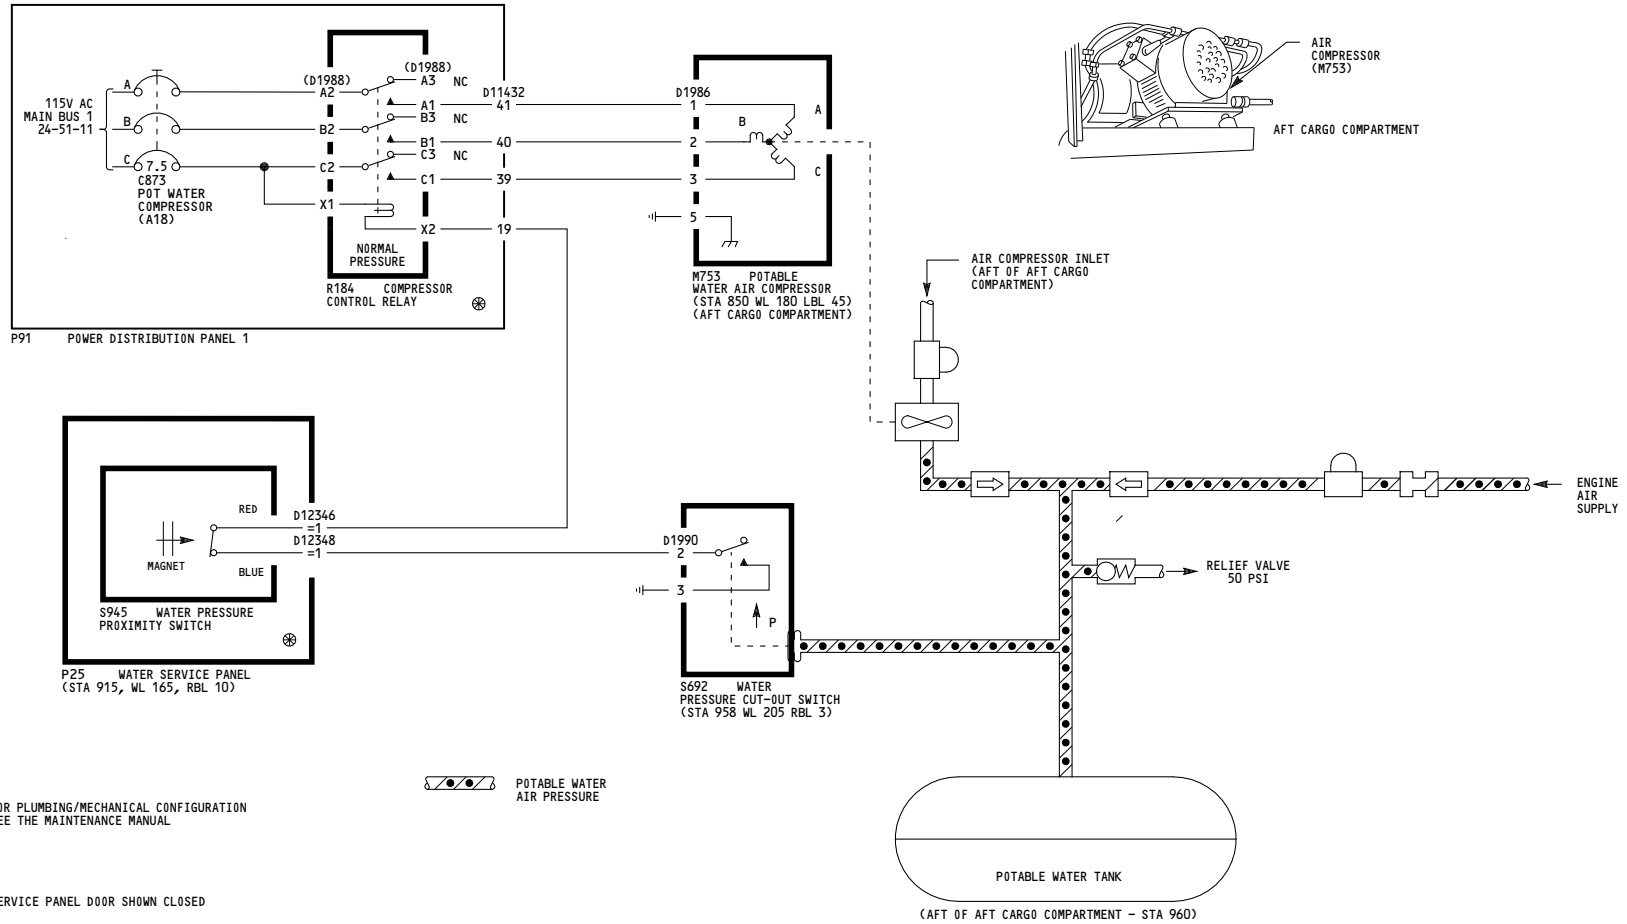 115V AC
MAIN BUS 1
24-51-11
A
B
C
7.5
C873
POT WATER
COMPRESSOR
(A18)
(D1988)
A2
B2
C2
X1
(D1988)
A3 NC
A1
B3 NC
B1
C3 NC
C1
X2
NORMAL
PRESSURE
R184 COMPRESSOR
CONTROL RELAY
D11432
41
40
39
19
P91 POWER DISTRIBUTION PANEL 1
D1986
1
2
3
5
A
B
C
M753 POTABLE
WATER AIR COMPRESSOR
(STA 850 WL 180 LBL 45)
(AFT CARGO COMPARTMENT)
AIR
COMPRESSOR
(M753)
AFT CARGO COMPARTMENT
AIR COMPRESSOR INLET
(AFT OF AFT CARGO
COMPARTMENT)
ENGINE
AIR
SUPPLY
RELIEF VALVE
50 PSI
RED
D12346
=1
D12348
=1
BLUE
MAGNET
S945 WATER PRESSURE
PROXIMITY SWITCH
P25 WATER SERVICE PANEL
(STA 915, WL 165, RBL 10)
D1990
2
3
P
S692 WATER
PRESSURE CUT-OUT SWITCH
(STA 958 WL 205 RBL 3)
POTABLE WATER
AIR PRESSURE
OR PLUMBING/MECHANICAL CONFIGURATION
EE THE MAINTENANCE MANUAL
ERVICE PANEL DOOR SHOWN CLOSED
POTABLE WATER TANK
(AFT OF AFT CARGO COMPARTMENT - STA 960)